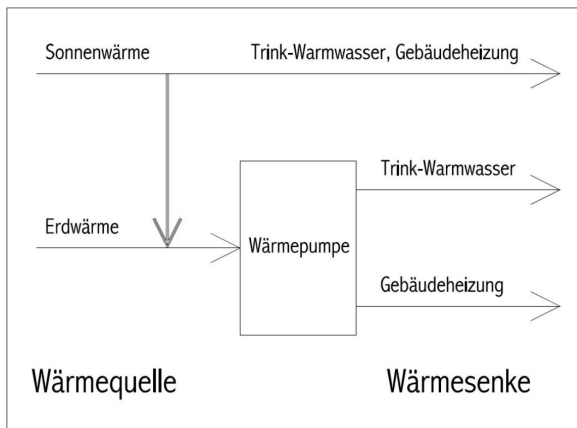 Sonnenwärme
Trink-Warmwasser, Gebäudeheizung
Trink-Warmwasser
Erdwärme
Wärmepumpe
Gebäudeheizung
Wärmequelle
Wärmesenke